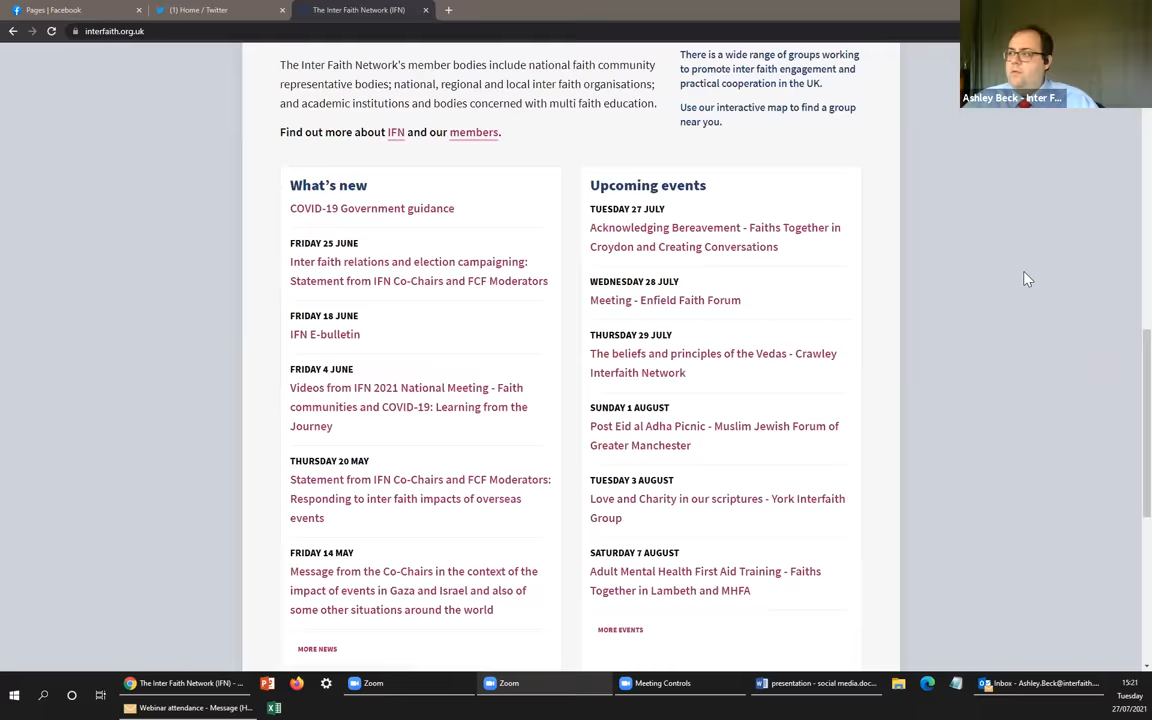 Pages | Facebook
(1) Home / Twitter
The Inter Faith Network (IFN)
interfaith.org.uk
Ashley Beck - Inter F...
The Inter Faith Network's member bodies include national faith community
representative bodies; national, regional and local inter faith organisations;
and academic institutions and bodies concerned with multi faith education.
Find out more about IFN and our members.
There is a wide range of groups working
to promote inter faith engagement and
practical cooperation in the UK.
Use our interactive map to find a group
near you.
What's new
COVID-19 Government guidance
FRIDAY 25 JUNE
Inter faith relations and election campaigning:
Statement from IFN Co-Chairs and FCF Moderators
FRIDAY 18 JUNE
IFN E-bulletin
FRIDAY 4 JUNE
Videos from IFN 2021 National Meeting - Faith
communities and COVID-19: Learning from the
Journey
THURSDAY 20 MAY
Statement from IFN Co-Chairs and FCF Moderators:
Responding to inter faith impacts of overseas
events
FRIDAY 14 MAY
Message from the Co-Chairs in the context of the
impact of events in Gaza and Israel and also of
some other situations around the world
MORE NEWS
Upcoming events
TUESDAY 27 JULY
Acknowledging Bereavement - Faiths Together in
Croydon and Creating Conversations
WEDNESDAY 28 JULY
Meeting - Enfield Faith Forum
THURSDAY 29 JULY
The beliefs and principles of the Vedas - Crawley
Interfaith Network
SUNDAY 1 AUGUST
Post Eid al Adha Picnic - Muslim Jewish Forum of
Greater Manchester
TUESDAY 3 AUGUST
Love and Charity in our scriptures - York Interfaith
Group
SATURDAY 7 AUGUST
Adult Mental Health First Aid Training - Faiths
Together in Lambeth and MHFA
MORE EVENTS
The Inter Faith Network (IFN) - ...
Zoom
Zoom
Meeting Controls
presentation - social media.doc...
Inbox - Ashley.Beck@interfaith....
Webinar attendance - Message (H...
15:21
Tuesday
27/07/2021